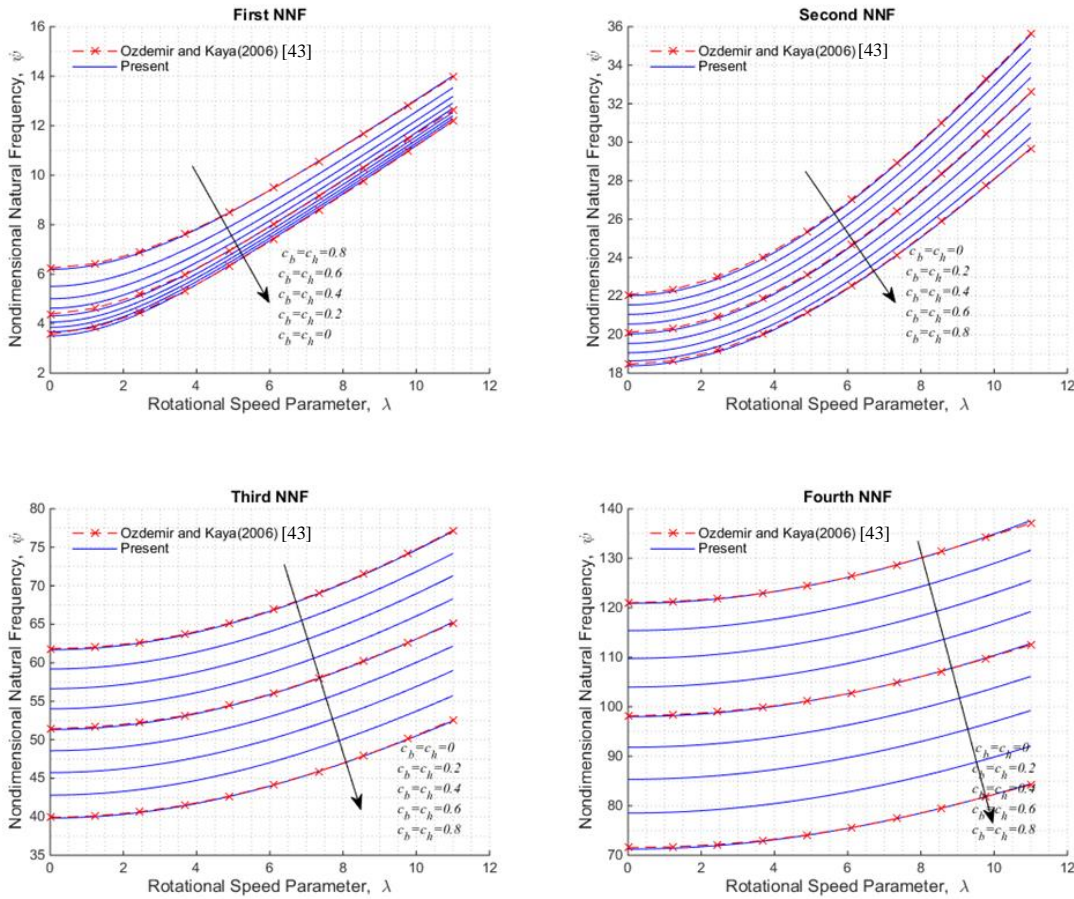 First NNF
Ozdemir and Kaya(2006) [43]
Present
Nondimensional Natural Frequency, ψ
16
14
12
10
8
6
4
2
c_b=c_h=0.8
c_b=c_h=0.6
c_b=c_h=0.4
c_b=c_h=0.2
c_b=c_h=0
0 2 4 6 8 10 12
Rotational Speed Parameter, λ
Second NNF
Ozdemir and Kaya(2006) [43]
Present
Nondimensional Natural Frequency, ψ
36
34
32
30
28
26
24
22
20
18
c_b=c_h=0
c_b=c_h=0.2
c_b=c_h=0.4
c_b=c_h=0.6
c_b=c_h=0.8
0 2 4 6 8 10 12
Rotational Speed Parameter, λ
Third NNF
Ozdemir and Kaya(2006) [43]
Present
Nondimensional Natural Frequency, ψ
80
75
70
65
60
55
50
45
40
35
c_b=c_h=0
c_b=c_h=0.2
c_b=c_h=0.4
c_b=c_h=0.6
c_b=c_h=0.8
0 2 4 6 8 10 12
Rotational Speed Parameter, λ
Fourth NNF
Ozdemir and Kaya(2006) [43]
Present
Nondimensional Natural Frequency, ψ
140
130
120
110
100
90
80
70
c_b=c_h=0
c_b=c_h=0.2
c_b=c_h=0.4
c_b=c_h=0.6
c_b=c_h=0.8
0 2 4 6 8 10 12
Rotational Speed Parameter, λ